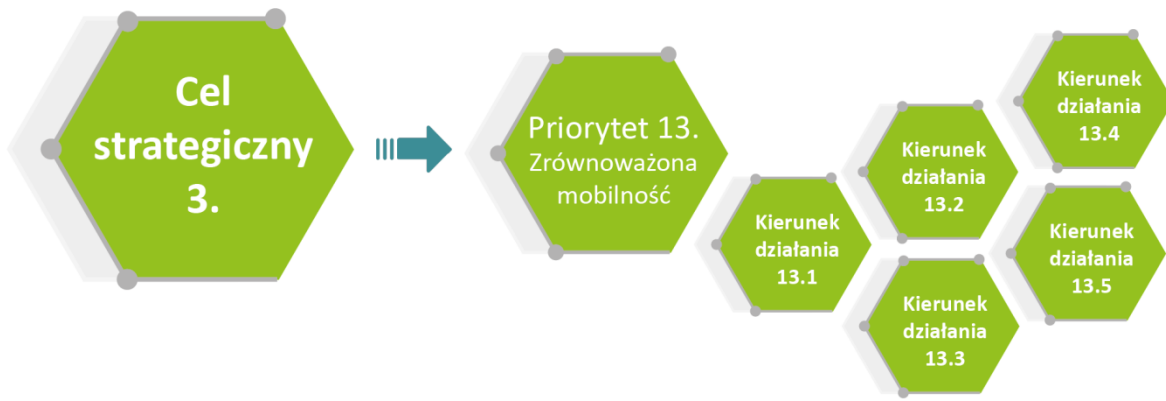 Cel
strategiczny
3.
Priorytet 13.
Zrównoważona
mobilność
Kierunek
działania
13.1
Kierunek
działania
13.2
Kierunek
działania
13.3
Kierunek
działania
13.4
Kierunek
działania
13.5